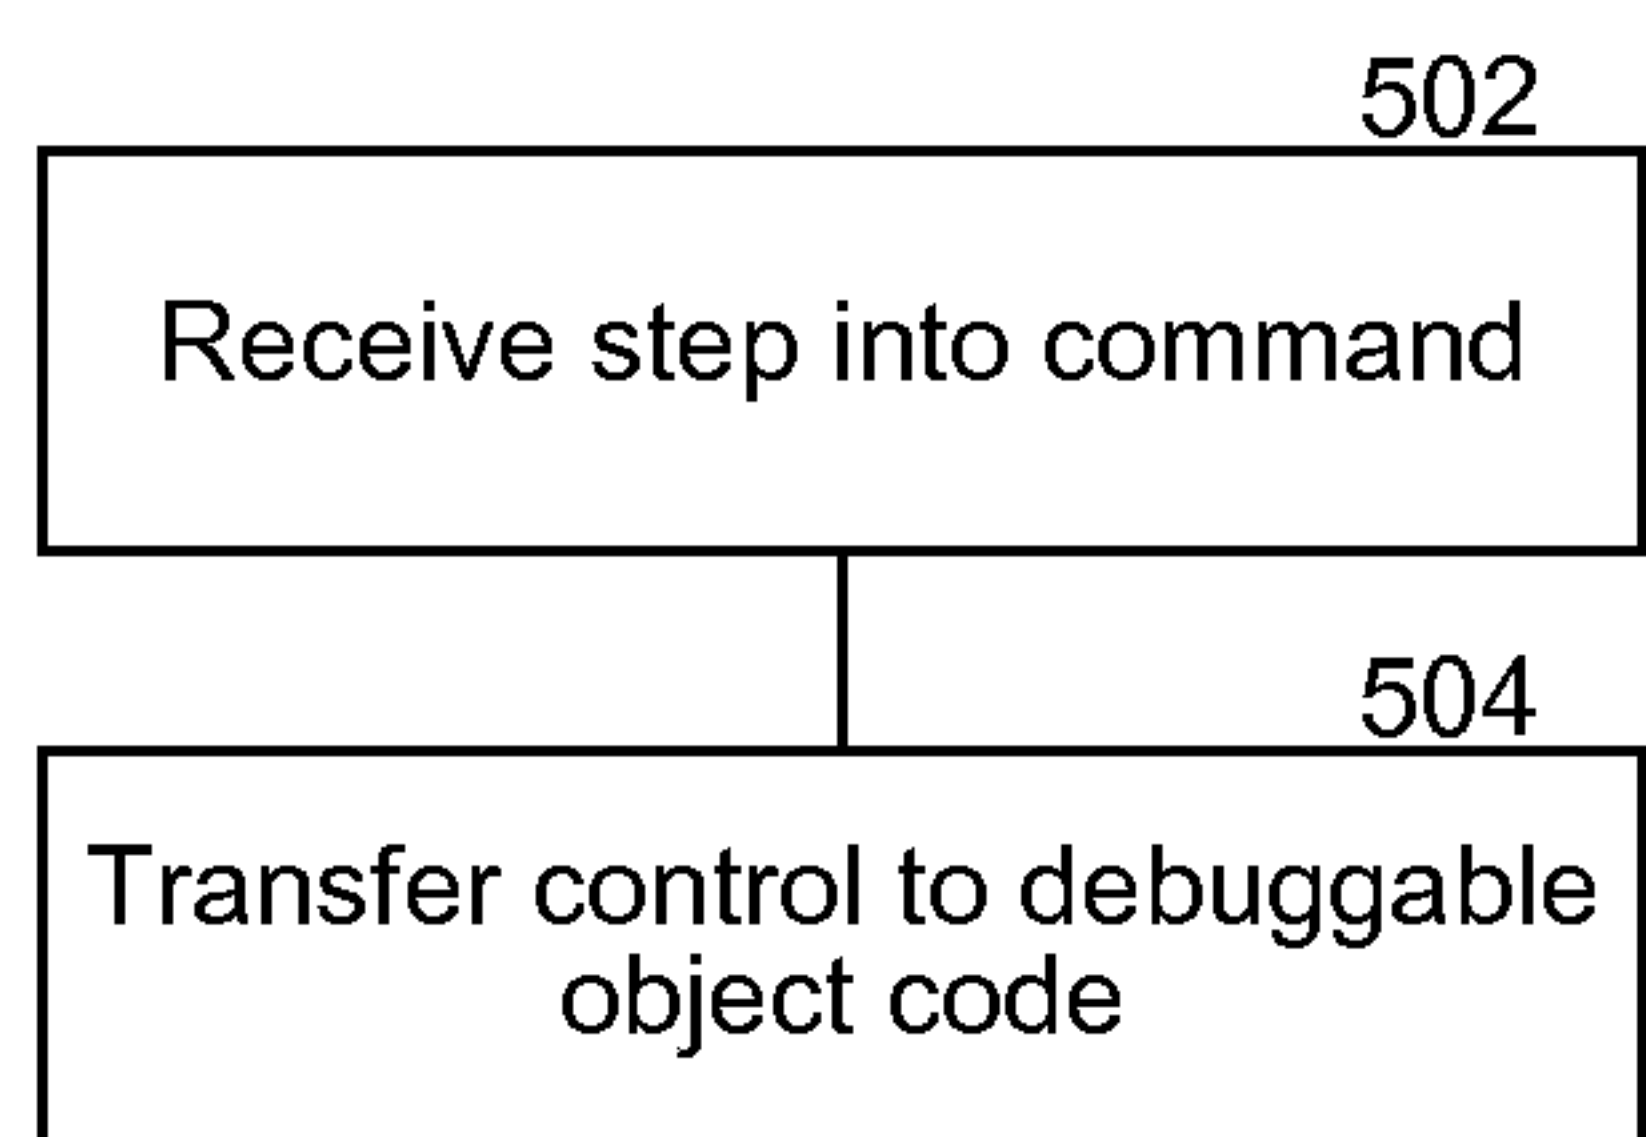 502
Receive step into command
504
Transfer control to debuggable
object code